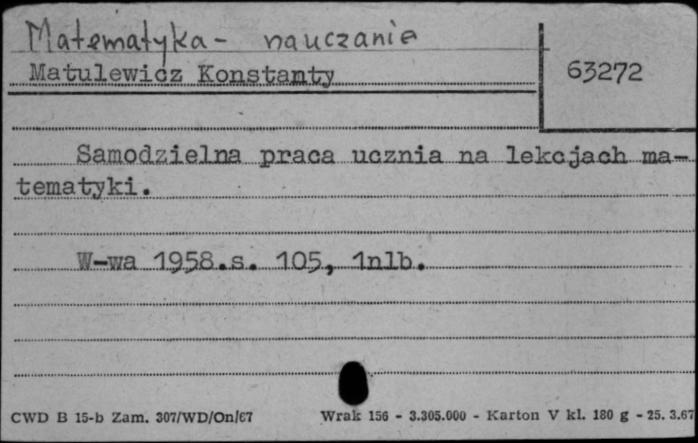 Matematyka - nauczanie
Matulewicz Konstanty
63272
Samodzielna praca ucznia na lekcjach ma-
tematyki.
W-wa 1958.s. 105, 1nlb.
CWD B 15-b Zam. 307/WD/On/67 Wrak 156 - 3.305.000 - Karton V kl. 180 g - 25. 3.67